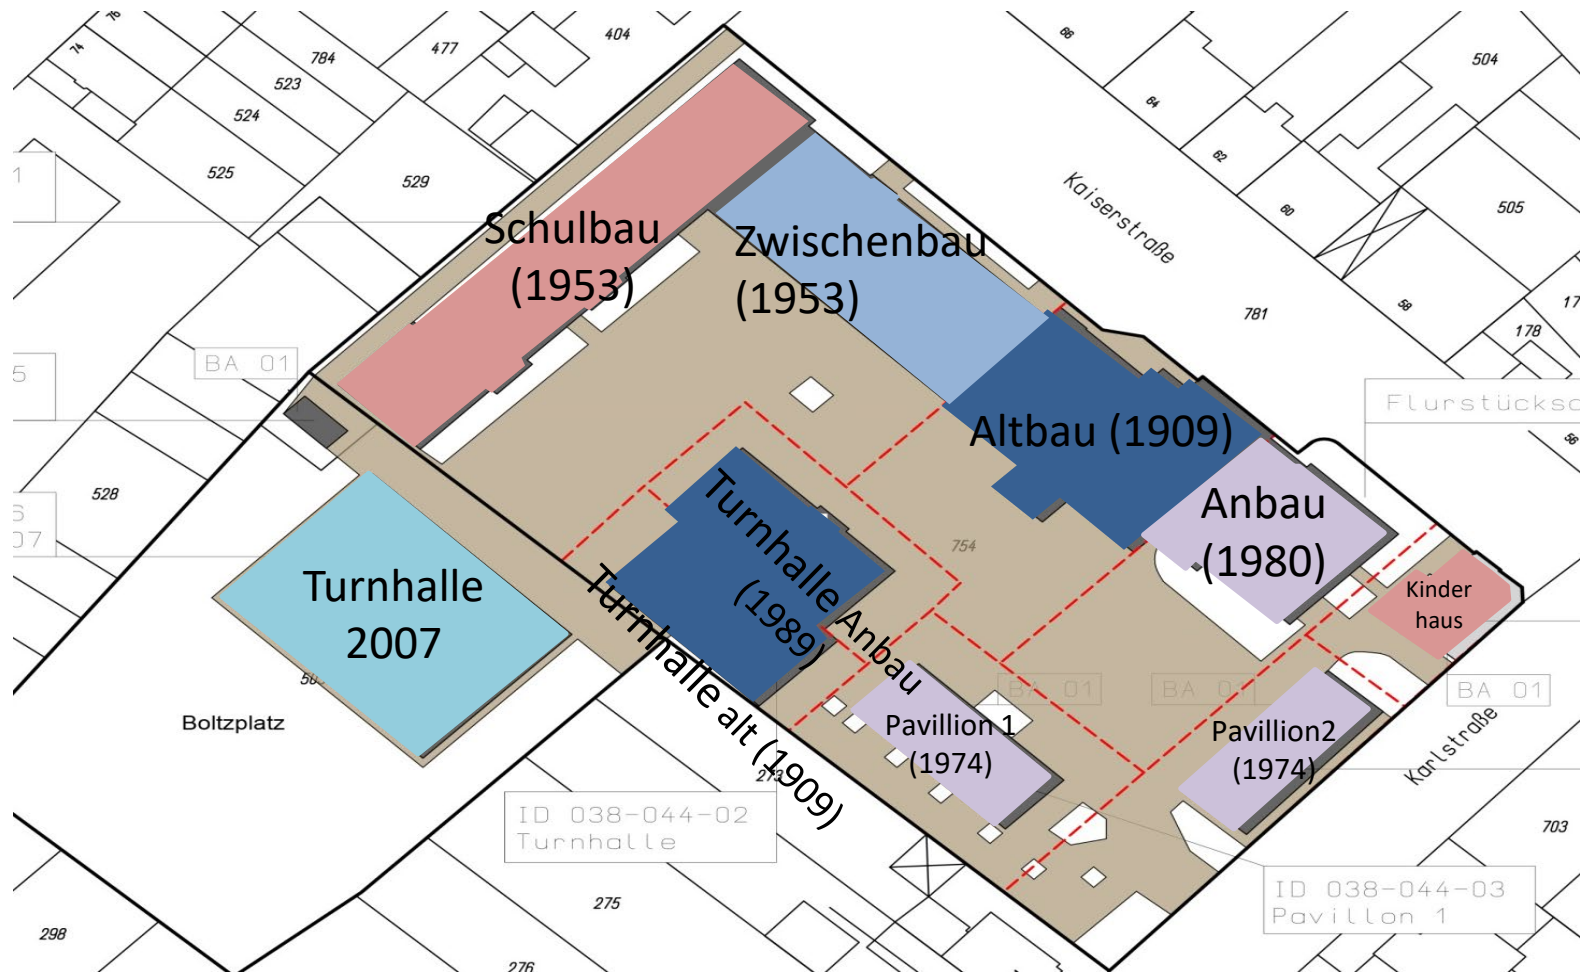 76
74
784
477
404
523
524
525
529
66
64
62
60
58
56
504
505
17
178
781
Kaiserstraße
Schulbau
(1953)
Zwischenbau
(1953)
1
5
BA 01
Flurstücksc
Altbau (1909)
Anbau
(1980)
528
07
754
Turnhalle Anbau
(1989)
Turnhalle alt (1909)
Turnhalle
2007
Kinder
haus
BA 01
BA 01
BA 01
Boltzplatz
Pavillion 1
(1974)
Pavillion2
(1974)
Karlstraße
273
ID 038-044-02
Turnhalle
703
ID 038-044-03
Pavillon 1
275
298
276